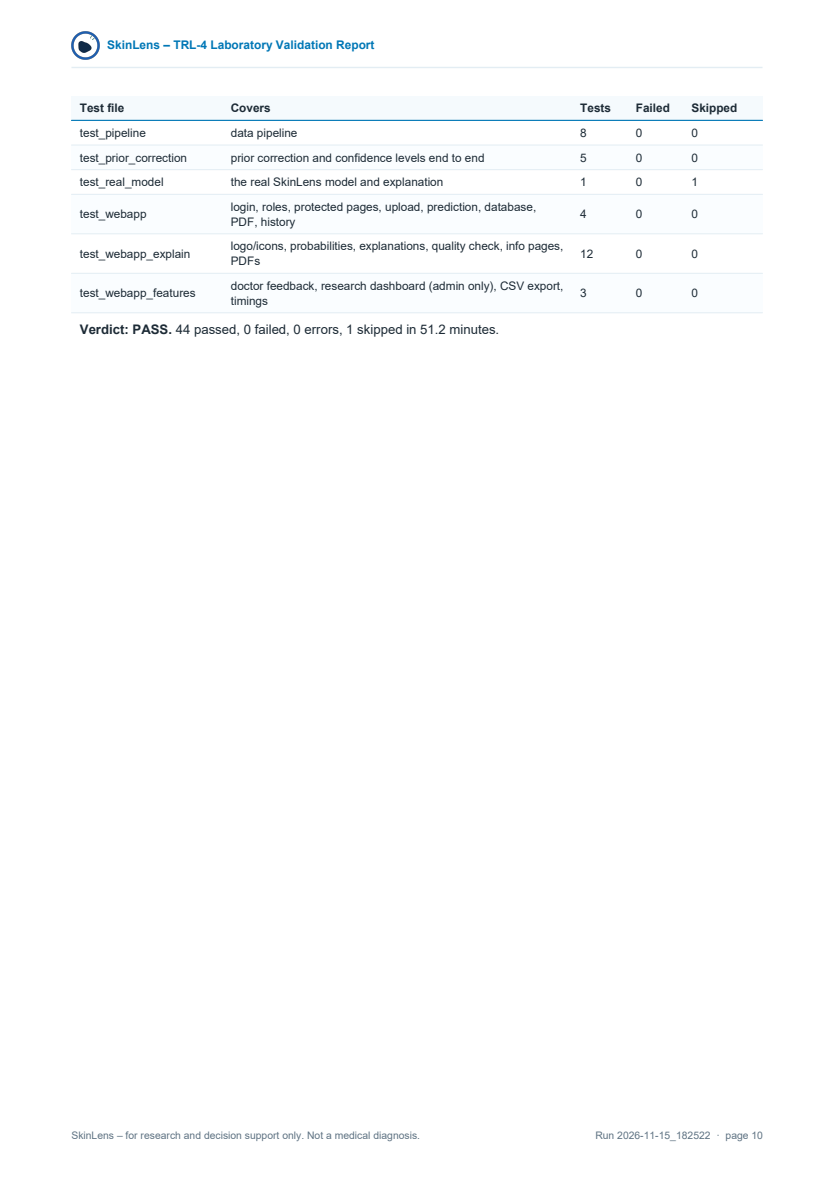 SkinLens – TRL-4 Laboratory Validation Report
Test file Covers Tests Failed Skipped
test_pipeline data pipeline 8 0 0
test_prior_correction prior correction and confidence levels end to end 5 0 0
test_real_model the real SkinLens model and explanation 1 0 1
test_webapp login, roles, protected pages, upload, prediction, database, 4 0 0
PDF, history
test_webapp_explain logo/icons, probabilities, explanations, quality check, info pages, 12 0 0
PDFs
test_webapp_features doctor feedback, research dashboard (admin only), CSV export, 3 0 0
timings
Verdict: PASS. 44 passed, 0 failed, 0 errors, 1 skipped in 51.2 minutes.
SkinLens – for research and decision support only. Not a medical diagnosis. Run 2026-11-15_182522 · page 10